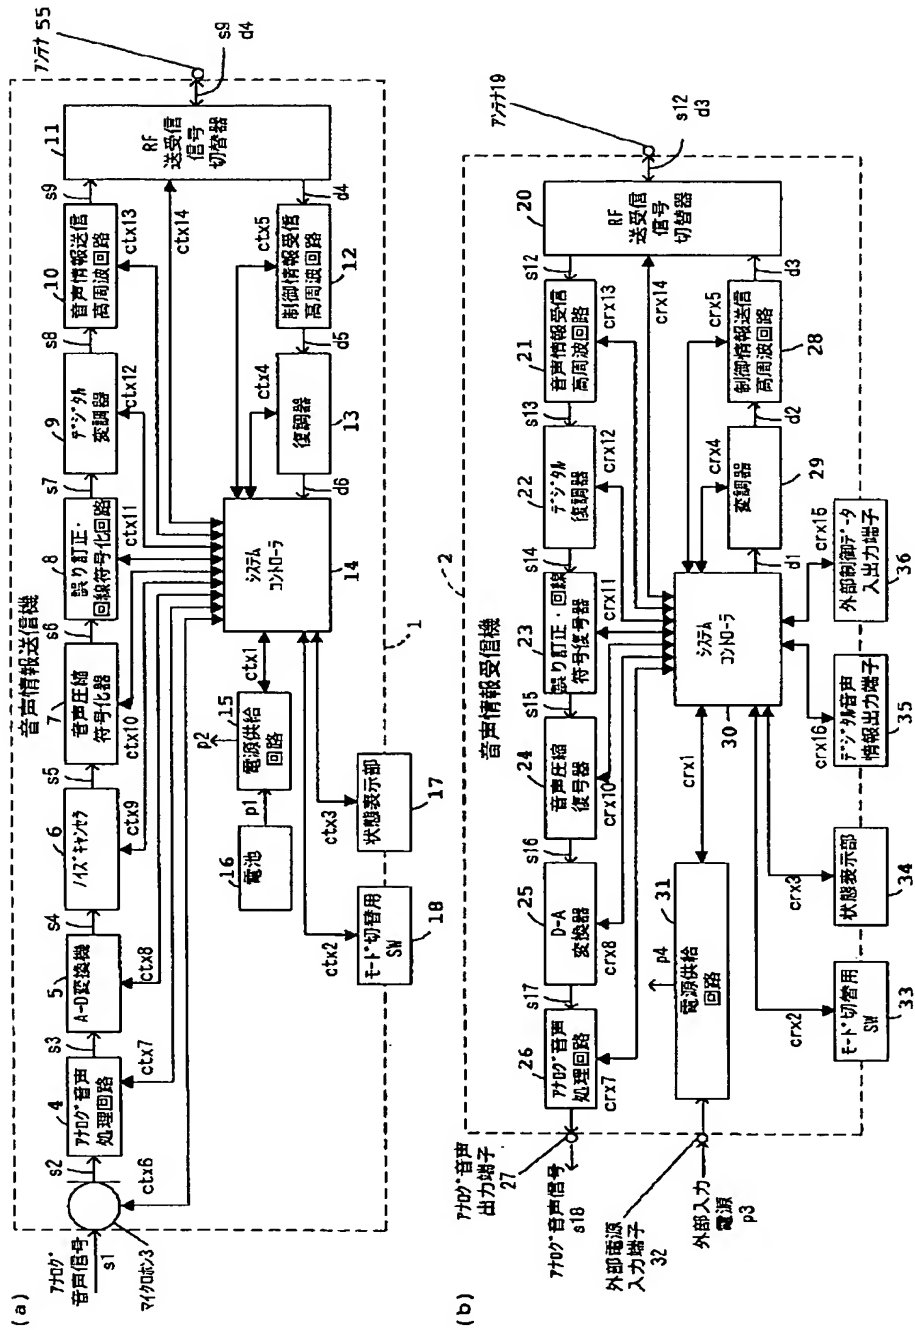 (a)
音声情報送信機
アナログ
音声信号
s1
マイクロホン3
s2
4
アナログ音声
処理回路
s3
5
A-D変換機
s4
6
ノイズキャンセラ
s5
7
音声圧縮
符号化器
s6
8
誤り訂正・
回線符号化回路
s7
9
デジタル
変調器
s8
10
音声情報送信
高周波回路
s9
11
RF
送受信
信号
切替器
アンテナ 55
s9
d4
ctx6
ctx7
ctx8
ctx9
ctx10
ctx11
ctx12
ctx13
ctx14
d4
ctx5
制御情報受信
高周波回路
12
d5
ctx4
復調器
13
d6
システム
コントローラ
14
ctx1
p2
15
電源供給
回路
p1
16
電池
ctx3
状態表示部
17
ctx2
モード切替用
SW
18
1
(b)
音声情報受信機
2
アンテナ19
s12
d3
20
RF
送受信
信号
切替器
s12
21
音声情報受信
高周波回路
s13
22
デジタル
復調器
s14
23
誤り訂正・回線
符号復号器
s15
24
音声圧縮
復号器
s16
25
D-A
変換器
s17
26
アナログ音声
処理回路
アナログ音声
出力端子
27
アナログ音声信号
s18
crx7
crx8
crx10
crx11
crx12
crx13
crx14
d3
crx5
制御情報送信
高周波回路
28
d2
crx4
変調器
29
d1
システム
コントローラ
30
crx1
31
p4
電源供給
回路
外部電源
入力端子
32
外部入力
電源
p3
crx2
モード切替用
SW
33
crx3
状態表示部
34
crx16
デジタル音声
情報出力端子
35
crx15
外部制御データ
入出力端子
36